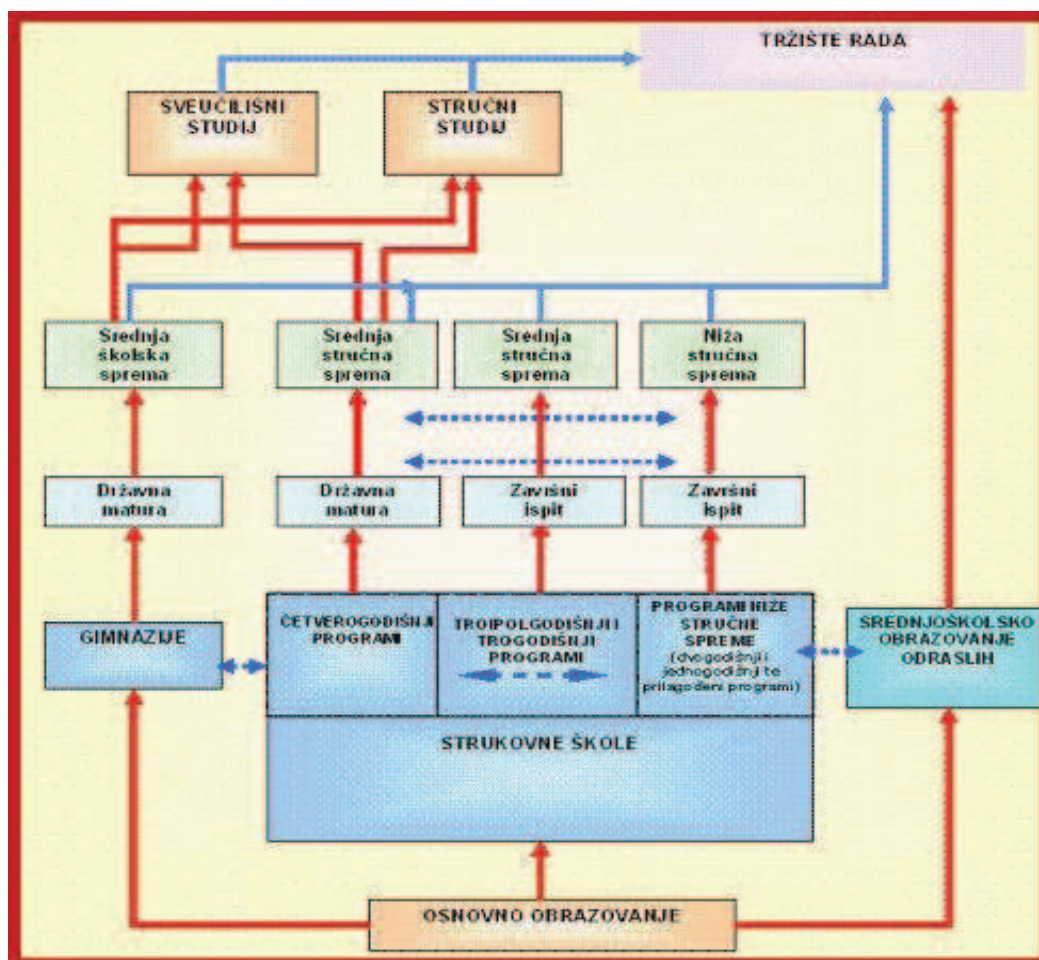 TRŽIŠTE RADA
SVEUČILIŠNI
STUDIJ
STRUČNI
STUDIJ
Srednja
školska
sprema
Srednja
stručna
sprema
Srednja
stručna
sprema
Niža
stručna
sprema
Državna
matura
Državna
matura
Završni
ispit
Završni
ispit
GIMNAZIJE
ČETVEROGODIŠNJI
PROGRAMI
TROIPOLGODIŠNJI I
TROGODIŠNJI
PROGRAMI
PROGRAMI NIŽE
STRUČNE
SPREME
(dvogodišnji i
jednogodišnji te
prilagođeni programi)
SREDNJOŠKOLSKO
OBRAZOVANJE
ODRASLIH
STRUKOVNE ŠKOLE
OSNOVNO OBRAZOVANJE